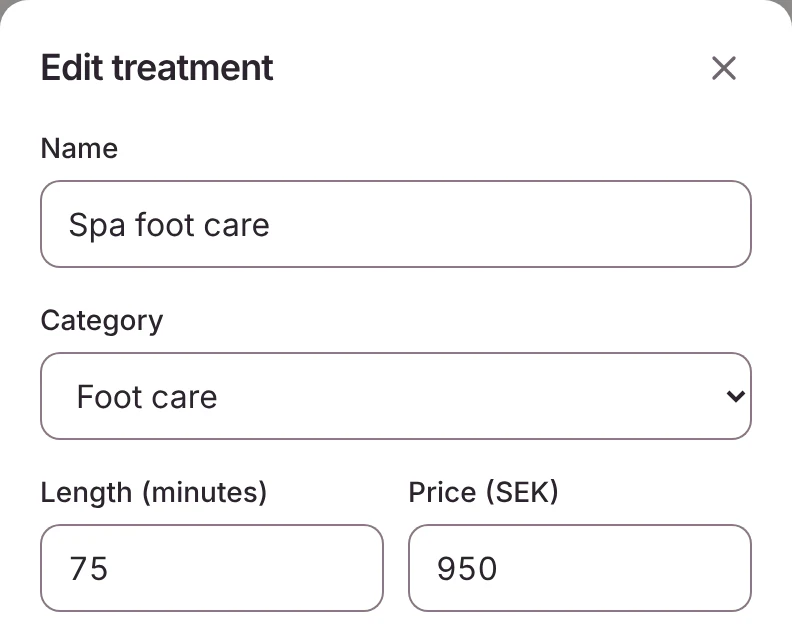 Edit treatment
Name
Spa foot care
Category
Foot care
Length (minutes) Price (SEK)
75 950